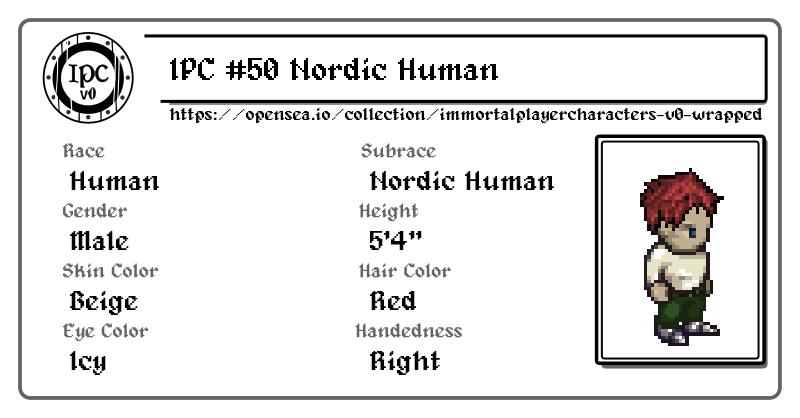 IPC
v0
IPC #50 Nordic Human
https://opensea.io/collection/immortalplayercharacters-v0-wrapped
Race
Subrace
Human
Nordic Human
Gender
Height
Male
5'4"
Skin Color
Hair Color
Beige
Red
Eye Color
Handedness
Icy
Right